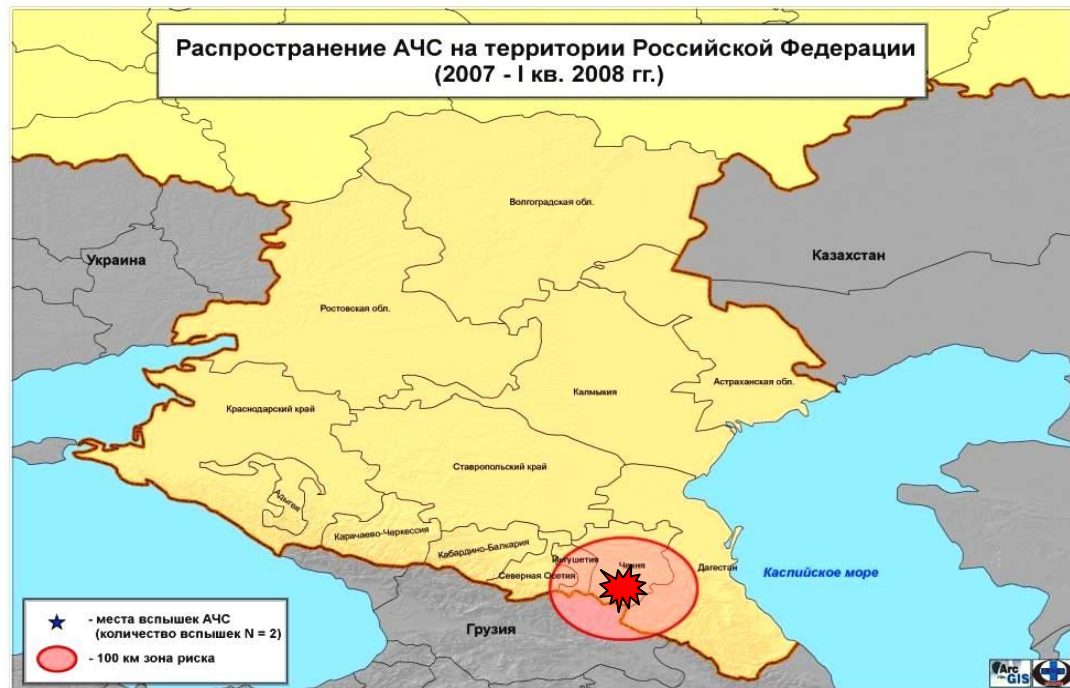 Распространение АЧС на территории Российской Федерации
(2007 - I кв. 2008 гг.)
Волгоградская обл.
Украина
Казахстан
Ростовская обл.
Астраханская обл.
Калмыкия
Краснодарский край
Ставропольский край
Адыгея
Карачаево-Черкессия
Кабардино-Балкария
Ингушетия
Чечня
Дагестан
Северная Осетия
Каспийское море
Грузия
- места вспышек АЧС
(количество вспышек N = 2)
- 100 км зона риска
Arc
GIS